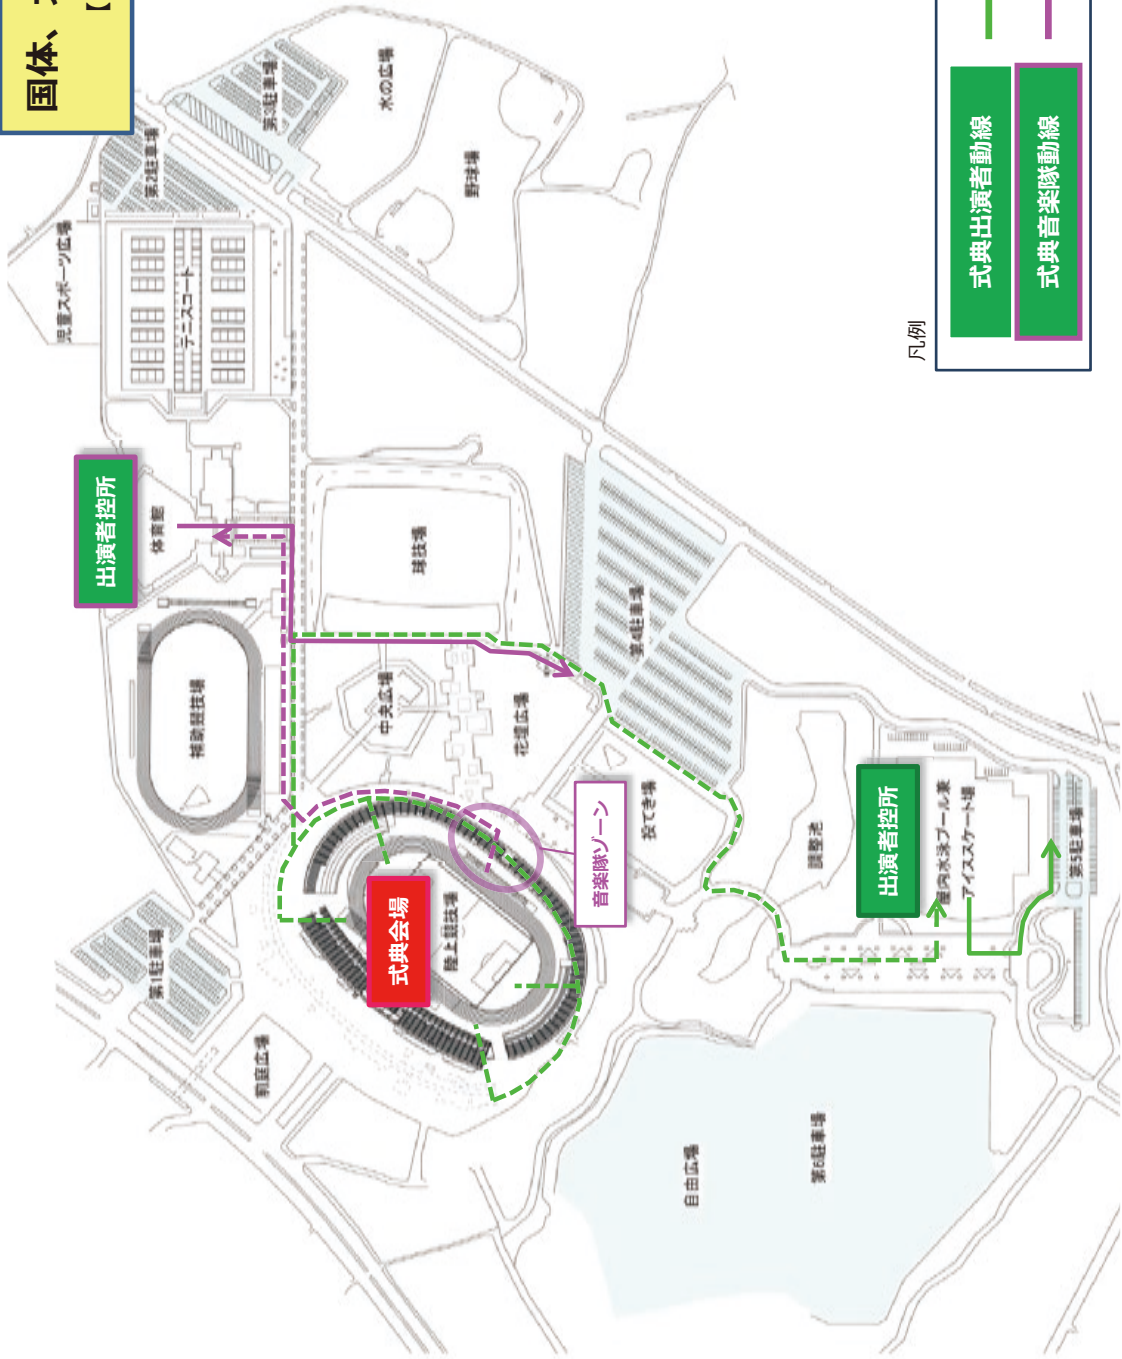 国体、
【
第3駐車場
水の広場
第2駐車場
野球場
児童スポーツ広場
テニスコート
出演者控所
体育館
球技場
第4駐車場
補助競技場
中央広場
花壇広場
投てき場
音楽隊ゾーン
調整池
出演者控所
屋内水泳プール兼
アイススケート場
第5駐車場
第1駐車場
式典会場
陸上競技場
前庭広場
自由広場
第6駐車場
凡例
式典出演者動線
式典音楽隊動線